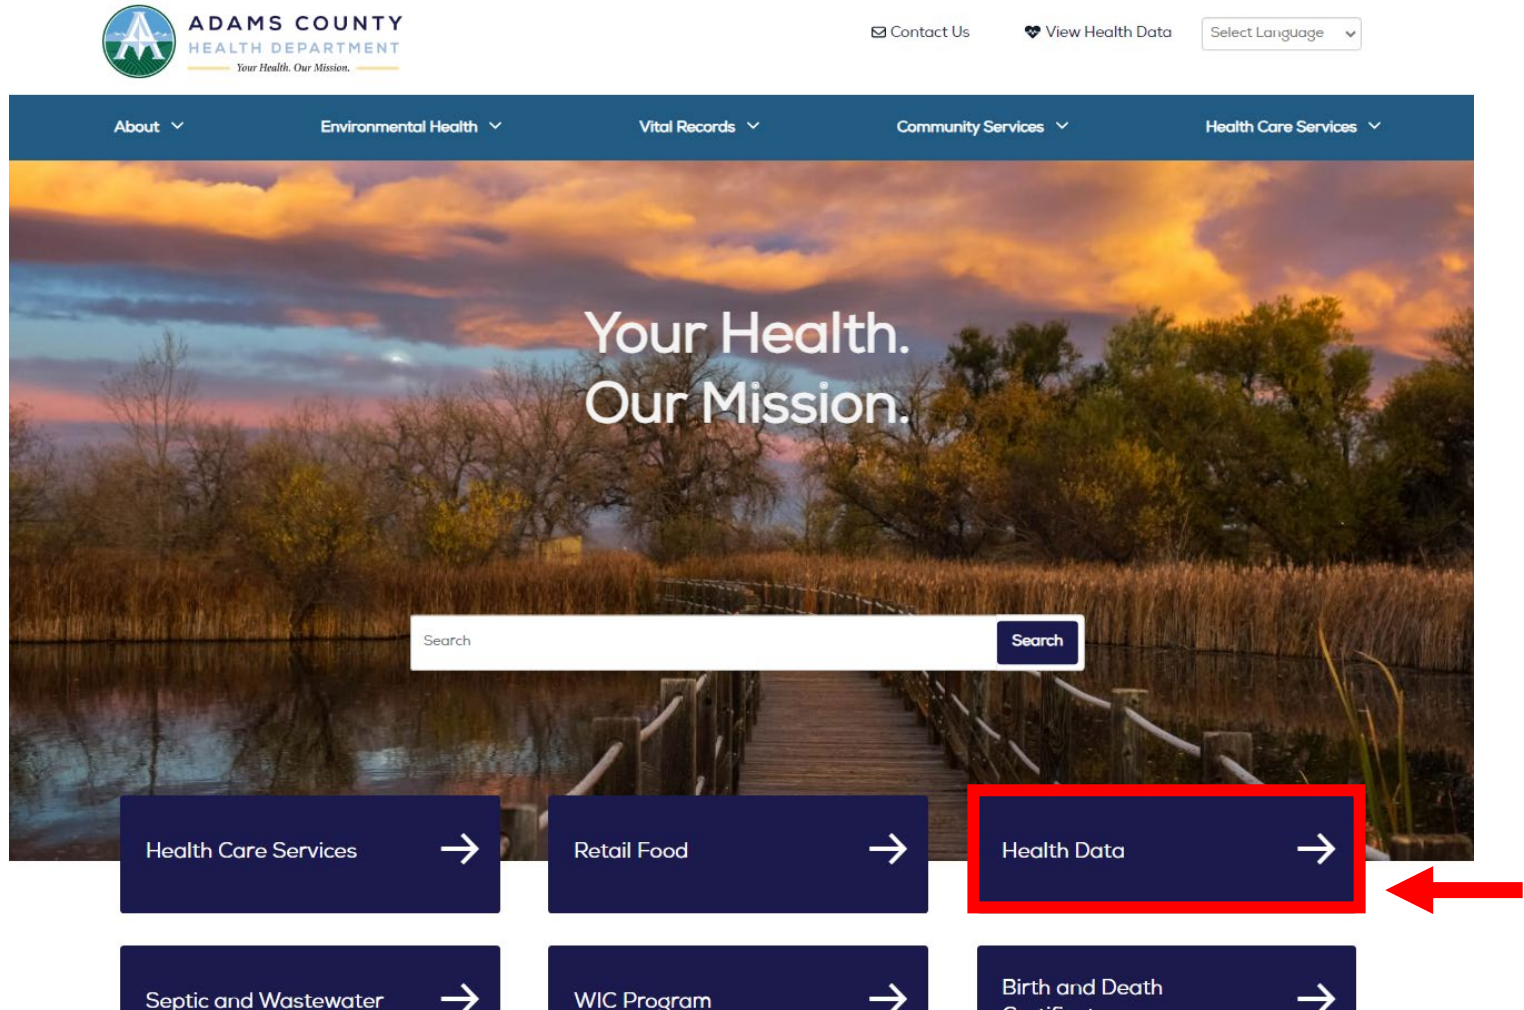 ADAMS COUNTY
HEALTH DEPARTMENT
Your Health. Our Mission.
Contact Us
View Health Data
Select Language
About
Environmental Health
Vital Records
Community Services
Health Care Services
Your Health.
Our Mission.
Search
Search
Health Care Services
Retail Food
Health Data
Septic and Wastewater
WIC Program
Birth and Death